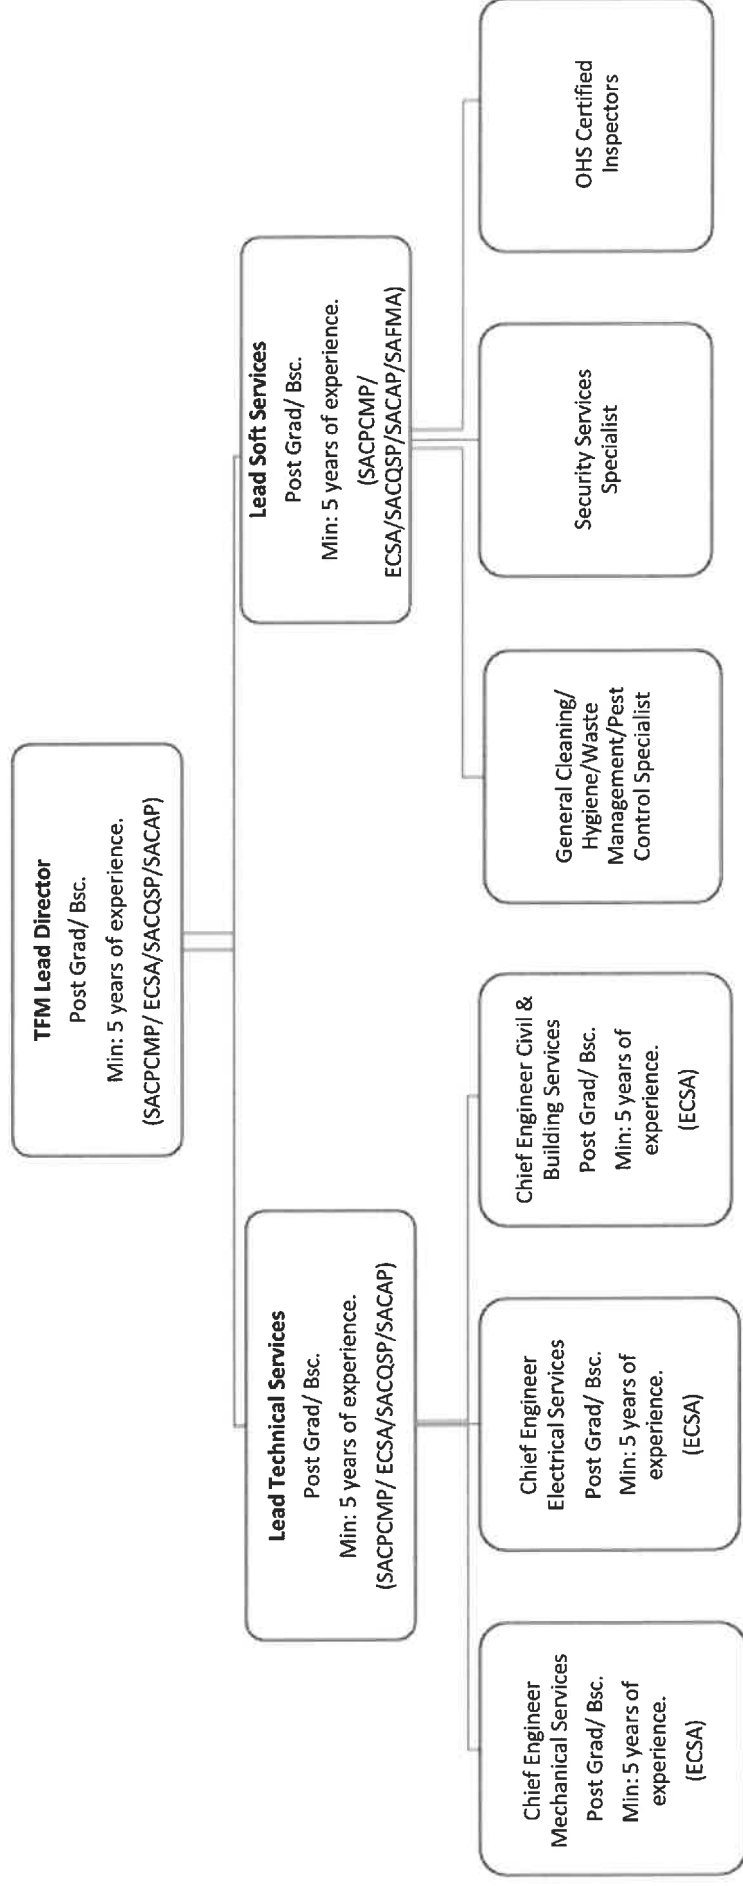 TFM Lead Director
Post Grad/ Bsc.
Min: 5 years of experience.
(SACPCMP/ ECSA/SACQSP/SACAP)
Lead Technical Services
Post Grad/ Bsc.
Min: 5 years of experience.
(SACPCMP/ ECSA/SACQSP/SACAP)
Lead Soft Services
Post Grad/ Bsc.
Min: 5 years of experience.
(SACPCMP/
ECSA/SACQSP/SACAP/SAFMA)
Chief Engineer
Mechanical Services
Post Grad/ Bsc.
Min: 5 years of
experience.
(ECSA)
Chief Engineer
Electrical Services
Post Grad/ Bsc.
Min: 5 years of
experience.
(ECSA)
Chief Engineer Civil &
Building Services
Post Grad/ Bsc.
Min: 5 years of
experience.
(ECSA)
General Cleaning/
Hygiene/Waste
Management/Pest
Control Specialist
Security Services
Specialist
OHS Certified
Inspectors